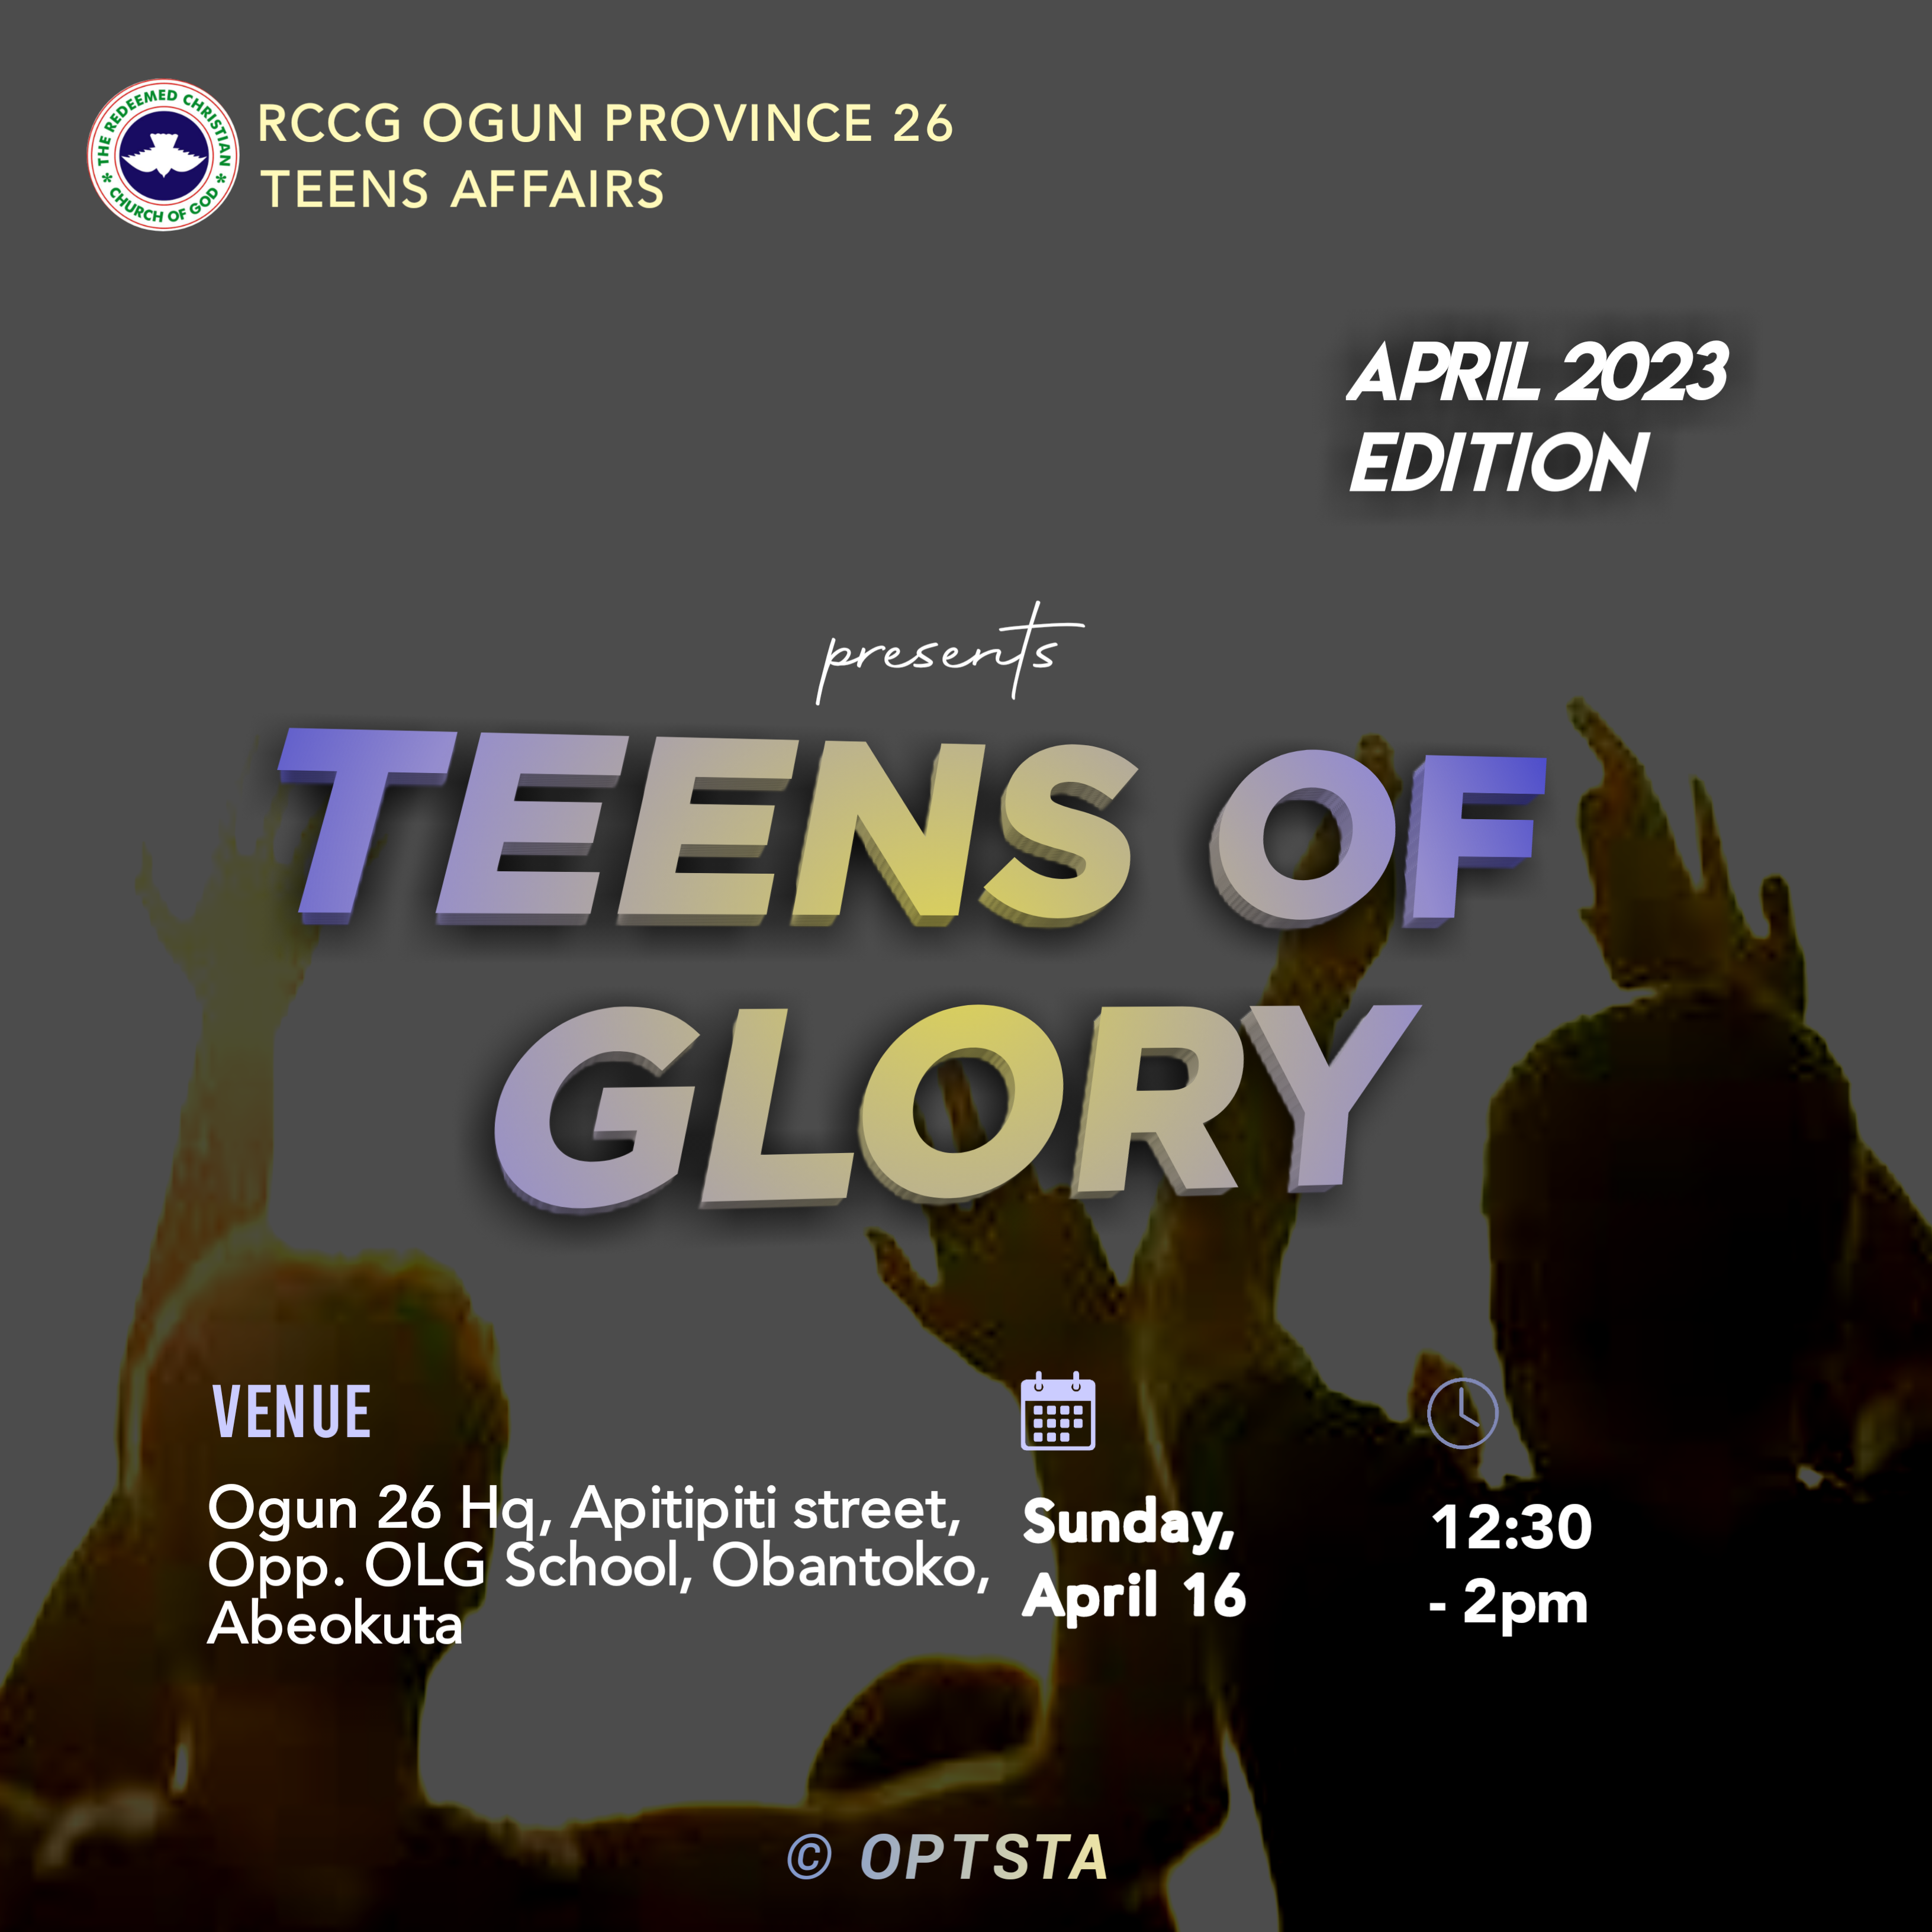 THE REDEEMED CHRISTIAN
CHURCH OF GOD
RCCG OGUN PROVINCE 26
TEENS AFFAIRS
APRIL 2023
EDITION
presents
TEENS OF
GLORY
VENUE
Ogun 26 Hq, Apitipiti street,
Opp. OLG School, Obantoko,
Abeokuta
Sunday,
April 16
12:30
- 2pm
© OPTSTA